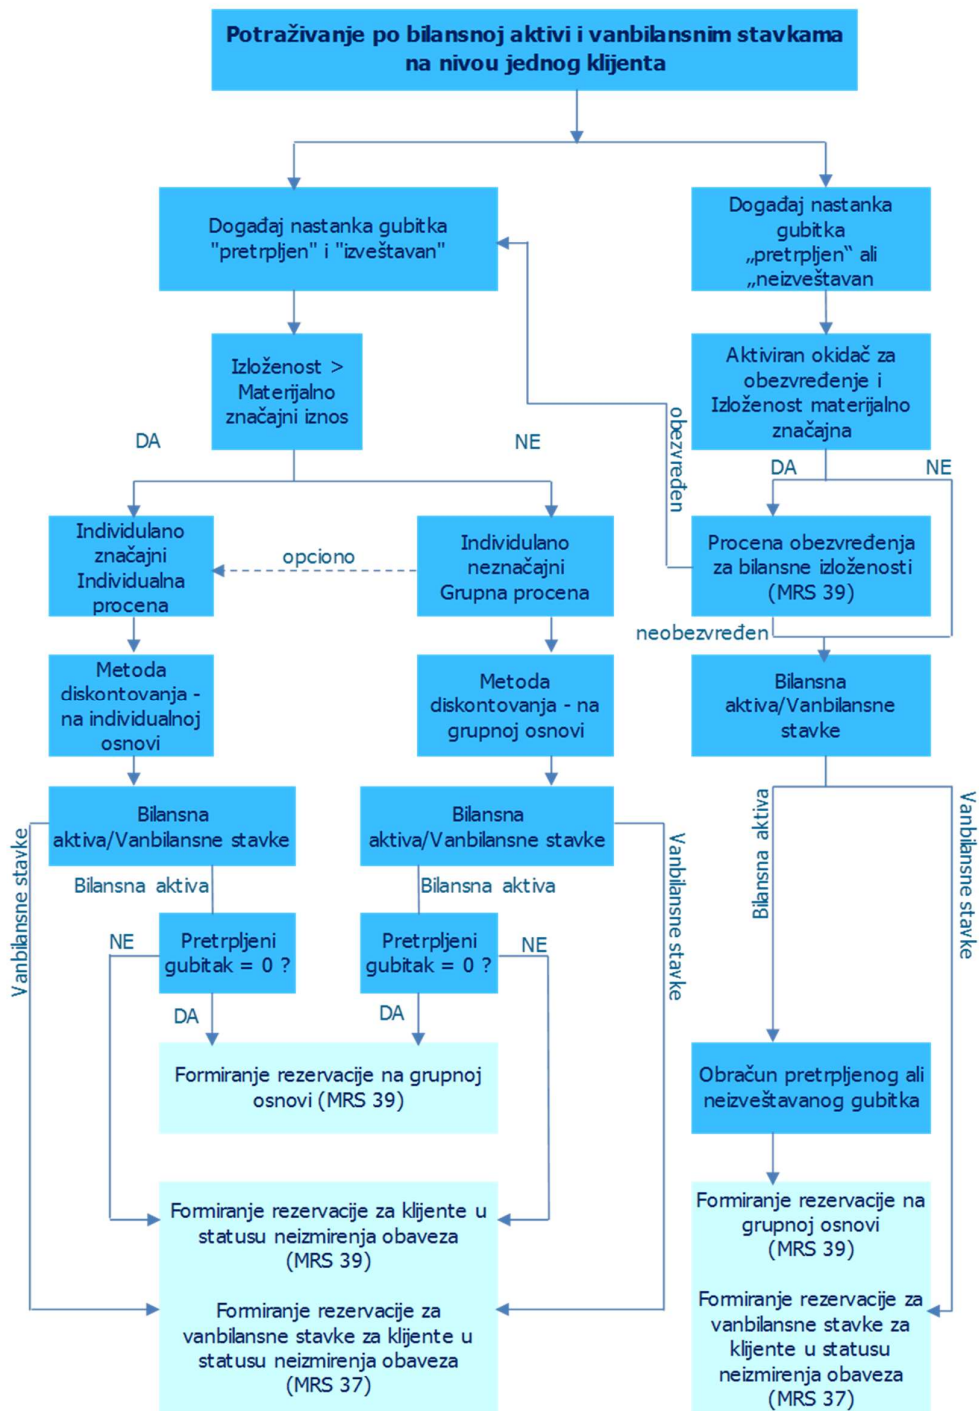 Potraživanje po bilansnoj aktivi i vanbilansnim stavkama
na nivou jednog klijenta
Događaj nastanka gubitka
"pretrpljen" i "izveštavan"
Događaj nastanka
gubitka
„pretrpljen“ ali
„neizveštavan
Izloženost >
Materijalno
značajni iznos
Aktiviran okidač za
obezvređenje i
Izloženost materijalno
značajna
DA
NE
obezvređen
DA
NE
Individulano
značajni
Individualna
procena
opciono
Individulano
neznačajni
Grupna procena
Procena obezvređenja
za bilansne izloženosti
(MRS 39)
neobezvređen
Metoda
diskontovanja -
na individualnoj
osnovi
Metoda
diskontovanja - na
grupnoj osnovi
Bilansna
aktiva/Vanbilansne
stavke
Bilansna
aktiva/Vanbilansne stavke
Bilansna
aktiva/Vanbilansne stavke
Vanbilansne stavke
Bilansna aktiva
Bilansna aktiva
Vanbilansne stavke
Bilansna aktiva
Vanbilansne stavke
NE
Pretrpljeni
gubitak = 0 ?
Pretrpljeni
gubitak = 0 ?
NE
DA
DA
Formiranje rezervacije na grupnoj
osnovi (MRS 39)
Obračun pretrpljenog ali
neizveštavanog gubitka
Formiranje rezervacije za klijente u
statusu neizmirenja obaveza
(MRS 39)
Formiranje rezervacije za
vanbilansne stavke za klijente u
statusu neizmirenja obaveza
(MRS 37)
Formiranje rezervacije na
grupnoj osnovi
(MRS 39)
Formiranje rezervacije za
vanbilansne stavke za
klijente u statusu
neizmirenja obaveza
(MRS 37)